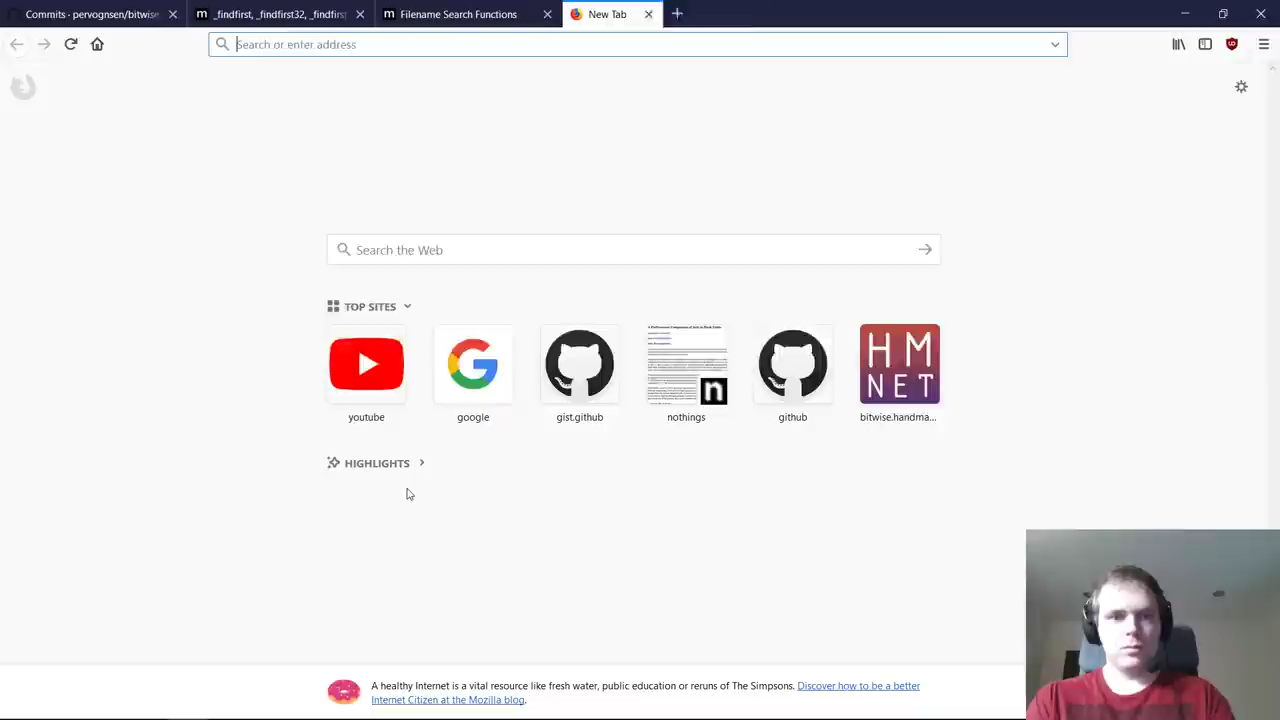 Commits - pervognsen/bitwise
_findfirst, _findfirst32, _findfirs
Filename Search Functions
New Tab
Search or enter address
Search the Web
TOP SITES
youtube
google
gist.github
nothings
github
HM
NET
bitwise.handma...
HIGHLIGHTS
A healthy Internet is a vital resource like fresh water, public education or reruns of The Simpsons. Discover how to be a better
Internet Citizen at the Mozilla blog.